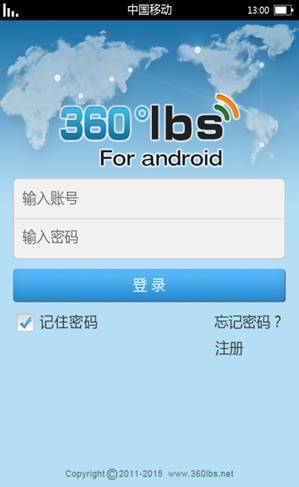 中国移动 13:00
360°lbs
For android
输入账号
输入密码
登录
记住密码 忘记密码？
注册
Copyright©2011-2015 www.360lbs.net